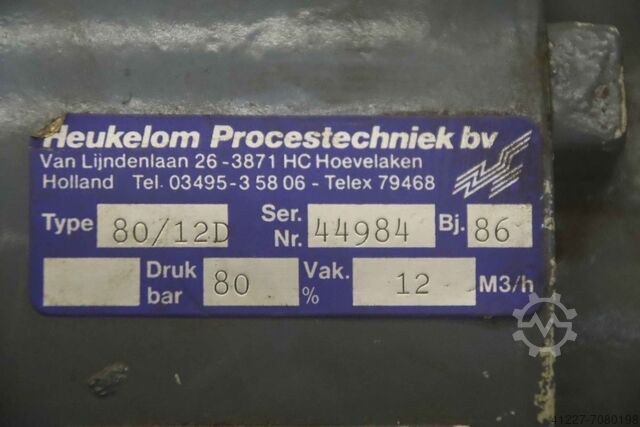 Heukelom Procestechniek bv
Van Lijndenlaan 26 - 3871 HC Hoevelaken
Holland Tel. 03495-3 58 06 - Telex 79468
Type 80/12D Ser. Nr. 44984 Bj. 86
Druk bar 80 Vak. % 12 M3/h
41227-7080198